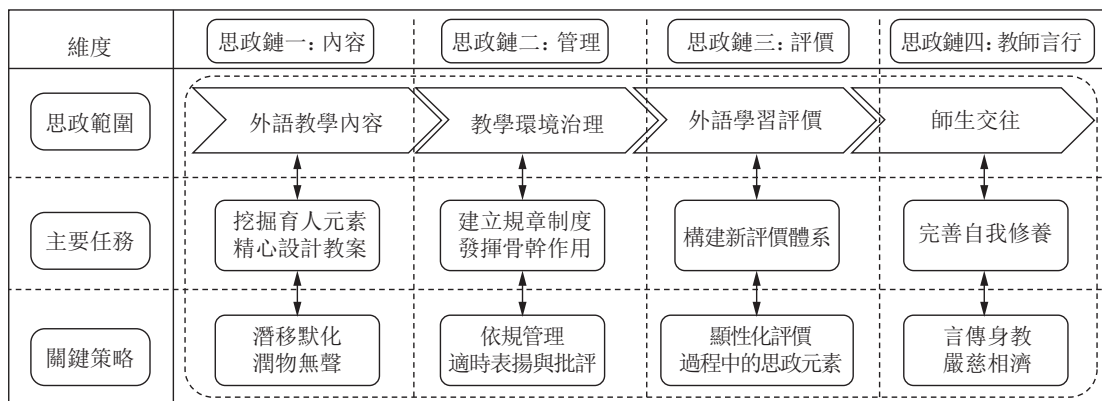 維度
思政鏈一：內容
思政鏈二：管理
思政鏈三：評價
思政鏈四：教師言行
思政範圍
外語教學內容
教學環境治理
外語學習評價
師生交往
主要任務
挖掘育人元素
精心設計教案
建立規章制度
發揮骨幹作用
構建新評價體系
完善自我修養
關鍵策略
潛移默化
潤物無聲
依規管理
適時表揚與批評
顯性化評價
過程中的思政元素
言傳身教
嚴慈相濟